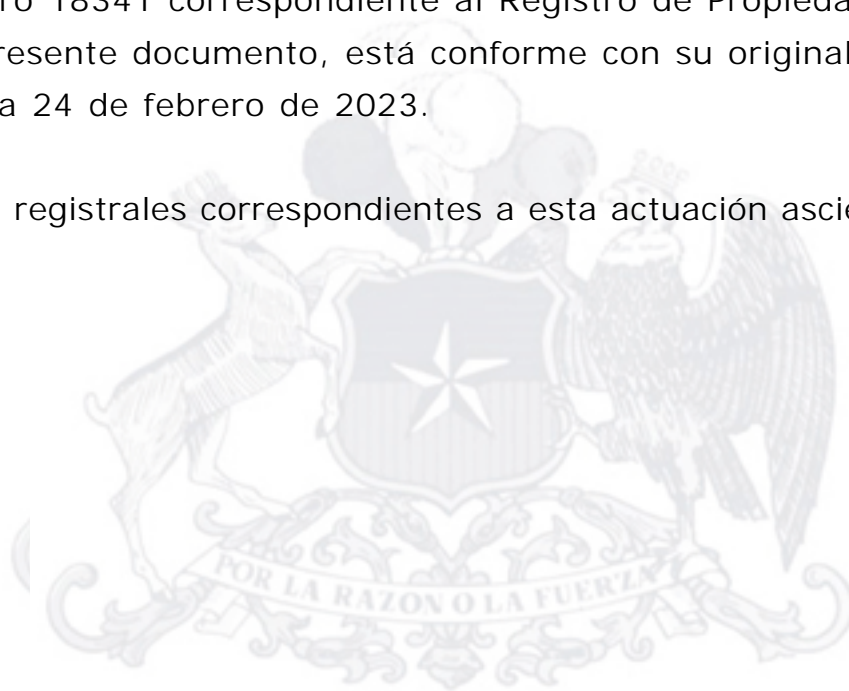 ro 18341 correspondiente al Registro de Propieda
resente documento, está conforme con su original
a 24 de febrero de 2023.
registrales correspondientes a esta actuación ascie
POR LA RAZON O LA FUERZA